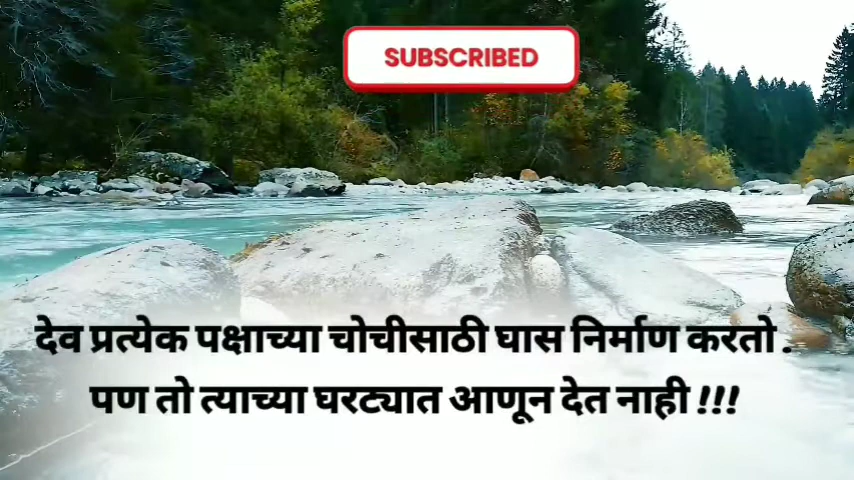 SUBSCRIBED
देव प्रत्येक पक्षाच्या चोचीसाठी घास निर्माण करतो .
पण तो त्याच्या घरट्यात आणून देत नाही !!!